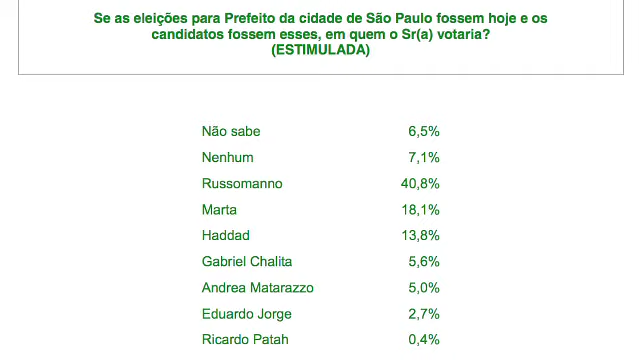 Se as eleições para Prefeito da cidade de São Paulo fossem hoje e os
candidatos fossem esses, em quem o Sr(a) votaria?
(ESTIMULADA)
Não sabe 6,5%
Nenhum 7,1%
Russomanno 40,8%
Marta 18,1%
Haddad 13,8%
Gabriel Chalita 5,6%
Andrea Matarazzo 5,0%
Eduardo Jorge 2,7%
Ricardo Patah 0,4%